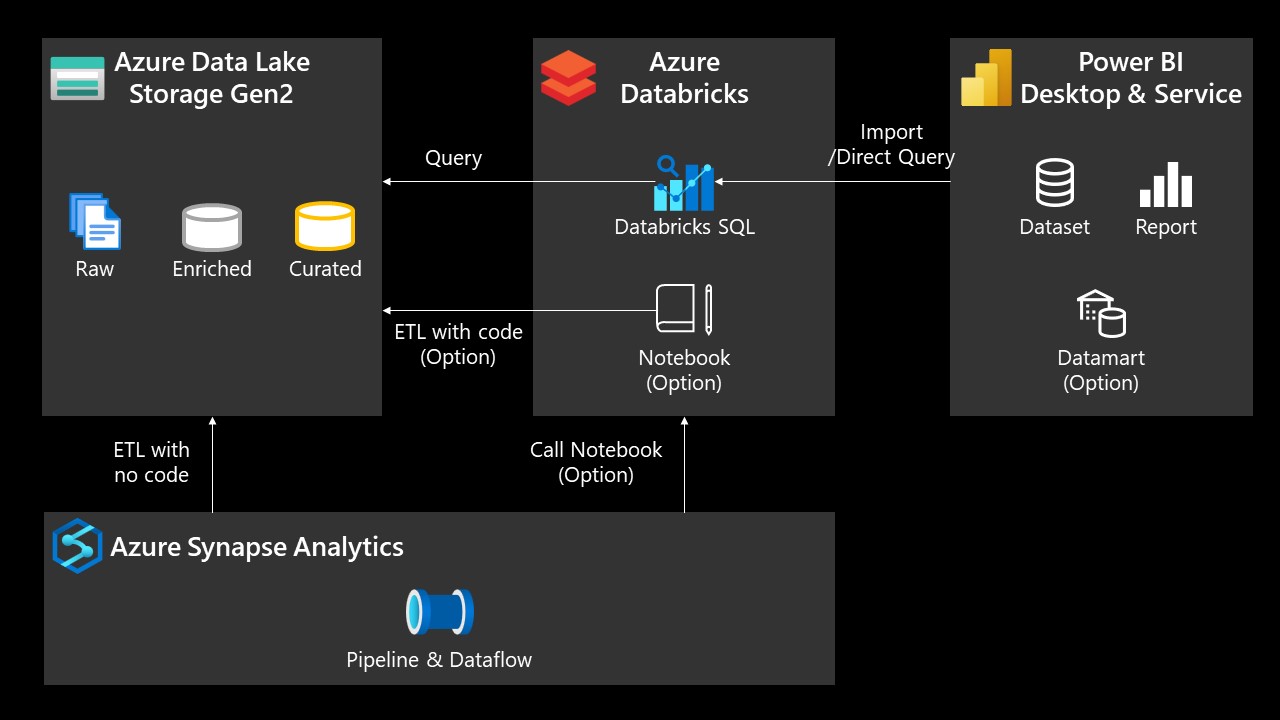 Azure Data Lake
Storage Gen2
Raw
Enriched
Curated
Query
ETL with code
(Option)
Azure
Databricks
Databricks SQL
Notebook
(Option)
Import
/Direct Query
Power BI
Desktop & Service
Dataset
Report
Datamart
(Option)
ETL with
no code
Call Notebook
(Option)
Azure Synapse Analytics
Pipeline & Dataflow